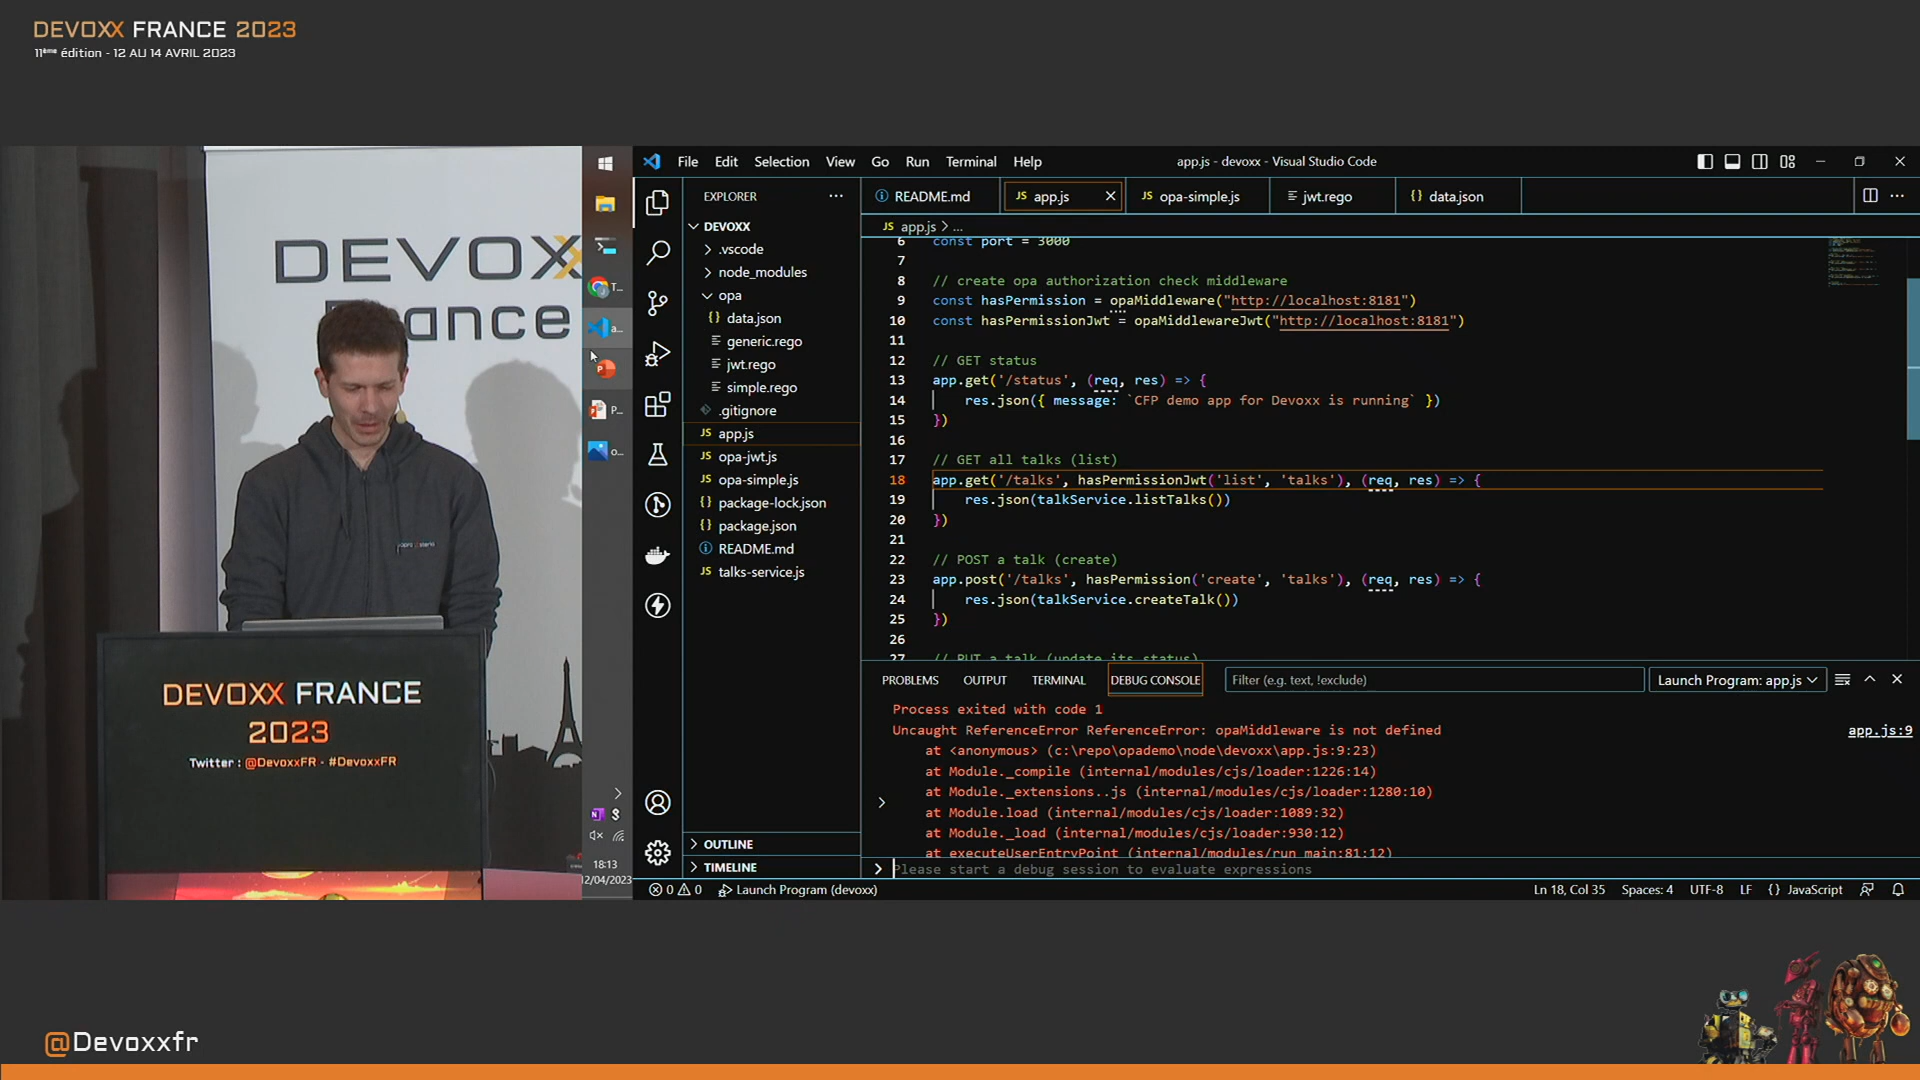 DEVOXX FRANCE 2023
11ème édition - 12 AU 14 AVRIL 2023
DEVOXX
France
DEVOXX FRANCE
2023
Twitter : @DevoxxFR - #DevoxxFR
T...
a...
P...
o...
18:13
12/04/2023
File Edit Selection View Go Run Terminal Help
app.js - devoxx - Visual Studio Code
EXPLORER
DEVOXX
.vscode
node_modules
opa
data.json
generic.rego
jwt.rego
simple.rego
.gitignore
app.js
opa-jwt.js
opa-simple.js
package-lock.json
package.json
README.md
talks-service.js
OUTLINE
TIMELINE
README.md app.js opa-simple.js jwt.rego data.json
app.js > ...
6 const port = 3000
7
8 // create opa authorization check middleware
9 const hasPermission = opaMiddleware("http://localhost:8181")
10 const hasPermissionJwt = opaMiddlewareJwt("http://localhost:8181")
11
12 // GET status
13 app.get('/status', (req, res) => {
14 res.json({ message: `CFP demo app for Devoxx is running` })
15 })
16
17 // GET all talks (list)
18 app.get('/talks', hasPermissionJwt('list', 'talks'), (req, res) => {
19 res.json(talkService.listTalks())
20 })
21
22 // POST a talk (create)
23 app.post('/talks', hasPermission('create', 'talks'), (req, res) => {
24 res.json(talkService.createTalk())
25 })
26
27 // PUT a talk (update its status)
PROBLEMS OUTPUT TERMINAL DEBUG CONSOLE Filter (e.g. text, !exclude) Launch Program: app.js
Process exited with code 1
Uncaught ReferenceError ReferenceError: opaMiddleware is not defined app.js:9
at <anonymous> (c:\repo\opademo\node\devoxx\app.js:9:23)
at Module._compile (internal/modules/cjs/loader:1226:14)
at Module._extensions..js (internal/modules/cjs/loader:1280:10)
at Module.load (internal/modules/cjs/loader:1089:32)
at Module._load (internal/modules/cjs/loader:930:12)
at executeUserEntryPoint (internal/modules/run_main:81:12)
Please start a debug session to evaluate expressions
0 0 Launch Program (devoxx) Ln 18, Col 35 Spaces: 4 UTF-8 LF {} JavaScript
@Devoxxfr